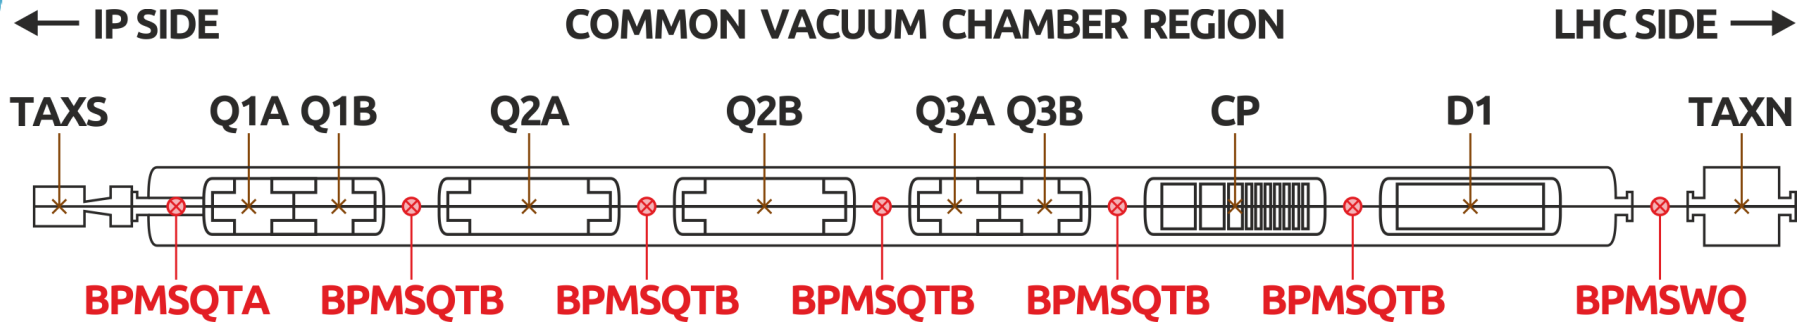 IP SIDE COMMON VACUUM CHAMBER REGION LHC SIDE
TAXS Q1A Q1B Q2A Q2B Q3A Q3B CP D1 TAXN
BPMSQTA BPMSQTB BPMSQTB BPMSQTB BPMSQTB BPMSQTB BPMSWQ